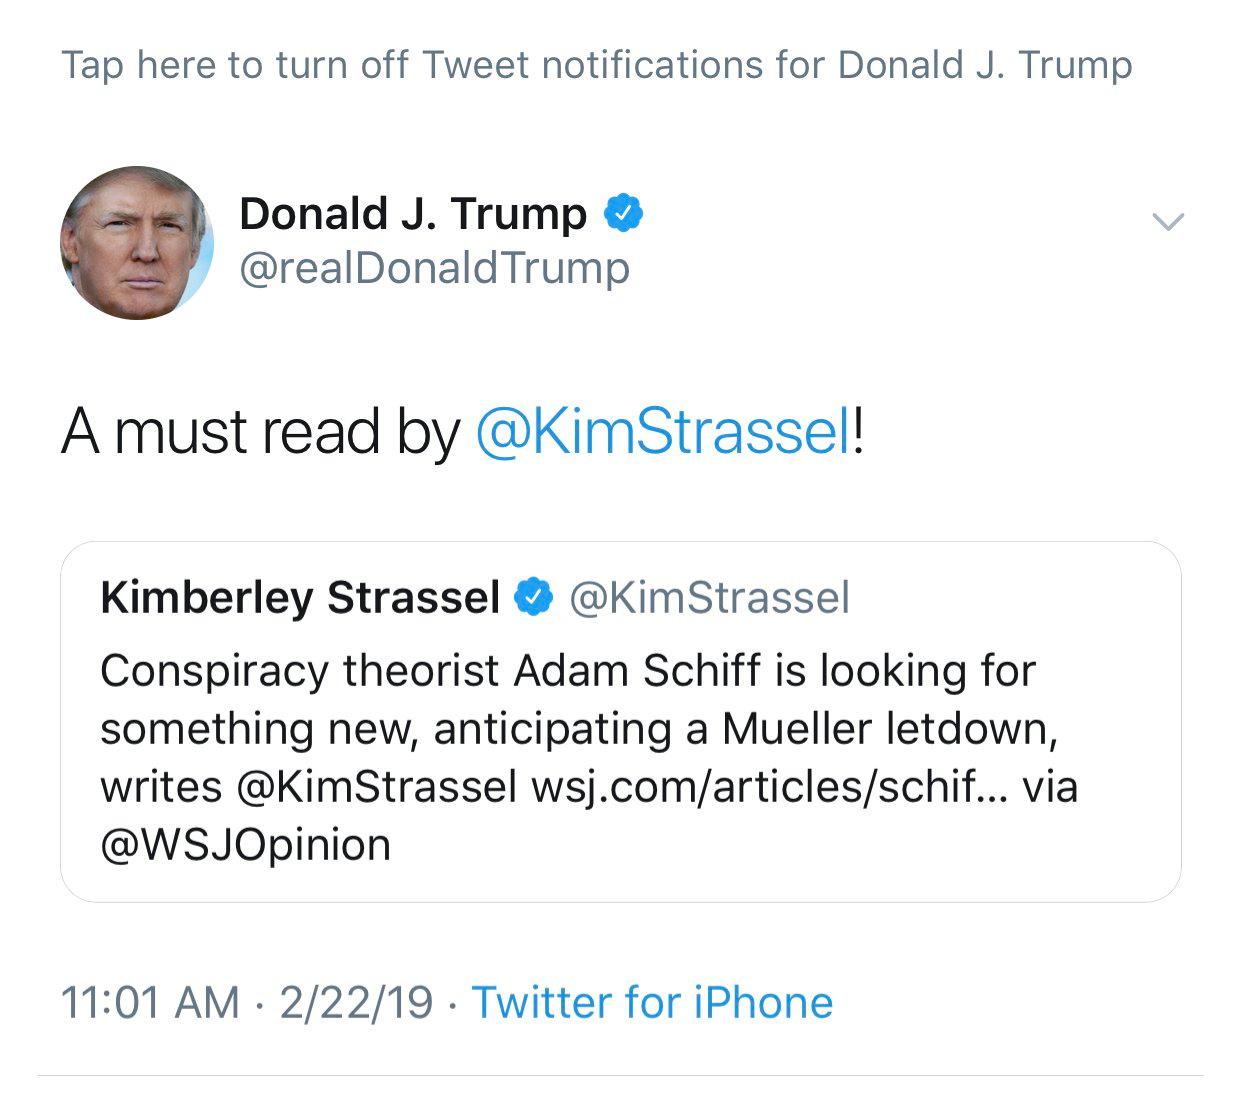 Tap here to turn off Tweet notifications for Donald J. Trump
Donald J. Trump
@realDonaldTrump
A must read by @KimStrassel!
Kimberley Strassel @KimStrassel
Conspiracy theorist Adam Schiff is looking for
something new, anticipating a Mueller letdown,
writes @KimStrassel wsj.com/articles/schif... via
@WSJOpinion
11:01 AM · 2/22/19 · Twitter for iPhone